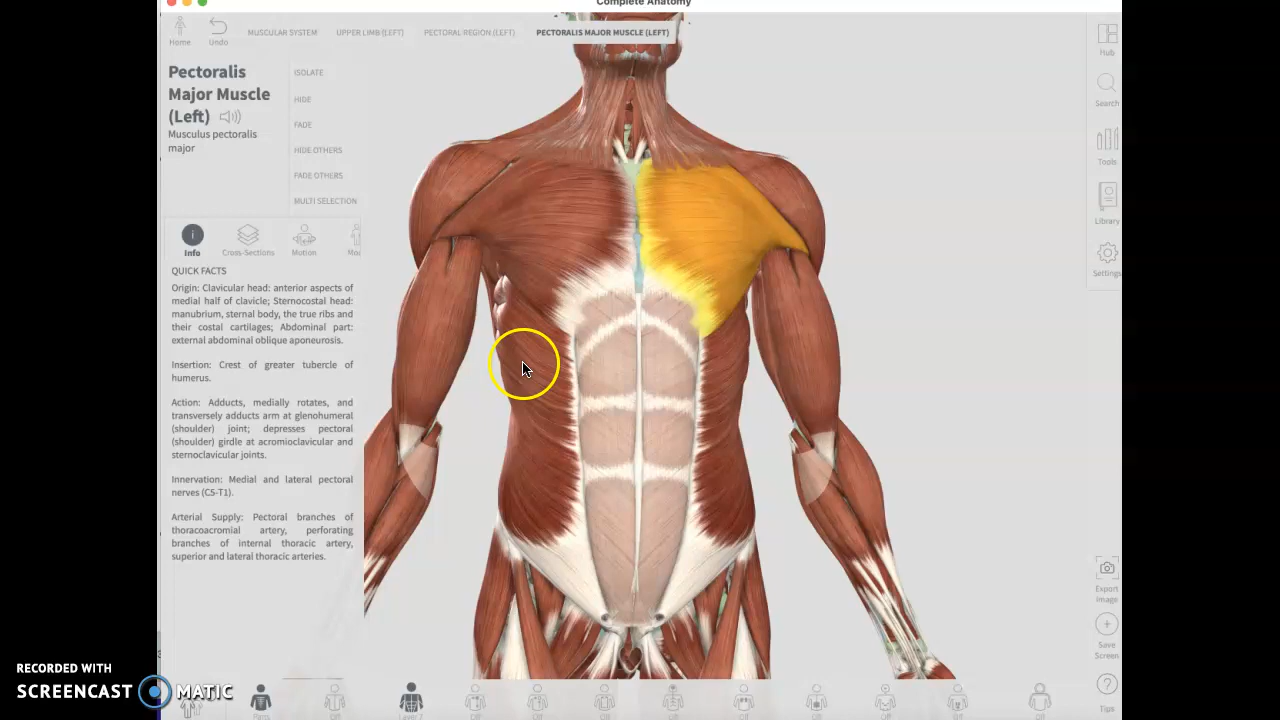 Complete Anatomy
Home
Undo
MUSCULAR SYSTEM
UPPER LIMB (LEFT)
PECTORAL REGION (LEFT)
PECTORALIS MAJOR MUSCLE (LEFT)
Pectoralis
Major Muscle
(Left)
Musculus pectoralis
major
ISOLATE
HIDE
FADE
HIDE OTHERS
FADE OTHERS
MULTI SELECTION
Info
Cross-Sections
Motion
QUICK FACTS
Origin: Clavicular head: anterior aspects of
medial half of clavicle; Sternocostal head:
manubrium, sternal body, the true ribs and
their costal cartilages; Abdominal part:
external abdominal oblique aponeurosis.
Insertion: Crest of greater tubercle of
humerus.
Action: Adducts, medially rotates, and
transversely adducts arm at glenohumeral
(shoulder) joint; depresses pectoral
(shoulder) girdle at acromioclavicular and
sternoclavicular joints.
Innervation: Medial and lateral pectoral
nerves (C5-T1).
Arterial Supply: Pectoral branches of
thoracoacromial artery, perforating
branches of internal thoracic artery,
superior and lateral thoracic arteries.
Hub
Search
Tools
Library
Settings
Export
Image
Save
Screen
Tips
RECORDED WITH
SCREENCAST MATIC